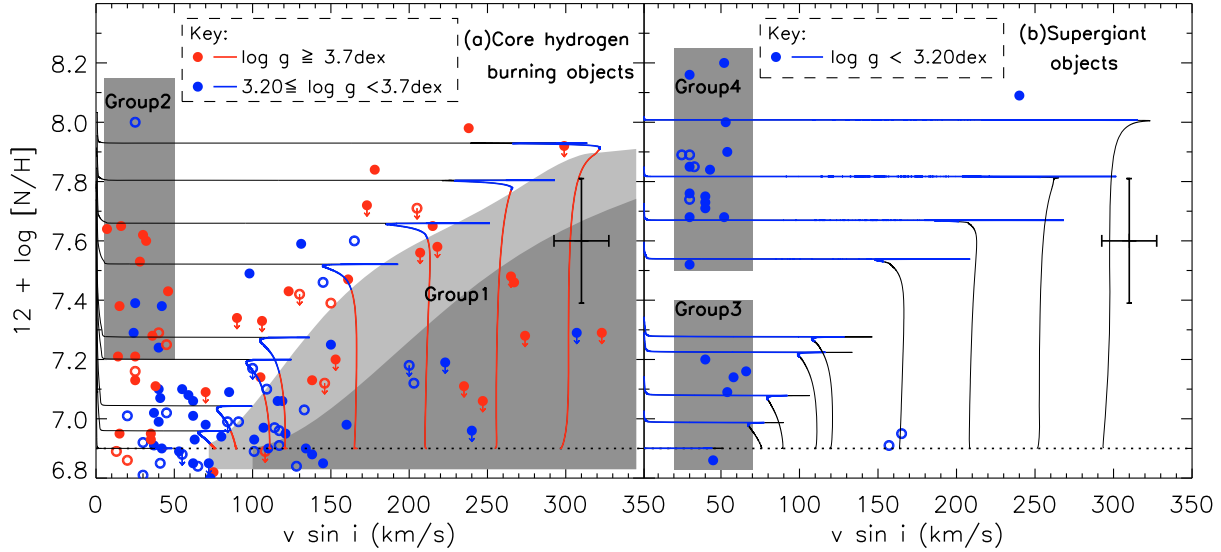 Key:
log g ≥ 3.7dex
3.20≤ log g <3.7dex
(a)Core hydrogen
burning objects
Group2
Group1
12 + log [N/H]
8.2
8.0
7.8
7.6
7.4
7.2
7.0
6.8
0 50 100 150 200 250 300 350
v sin i (km/s)
Key:
log g < 3.20dex
(b)Supergiant
objects
Group4
Group3
50 100 150 200 250 300 350
v sin i (km/s)